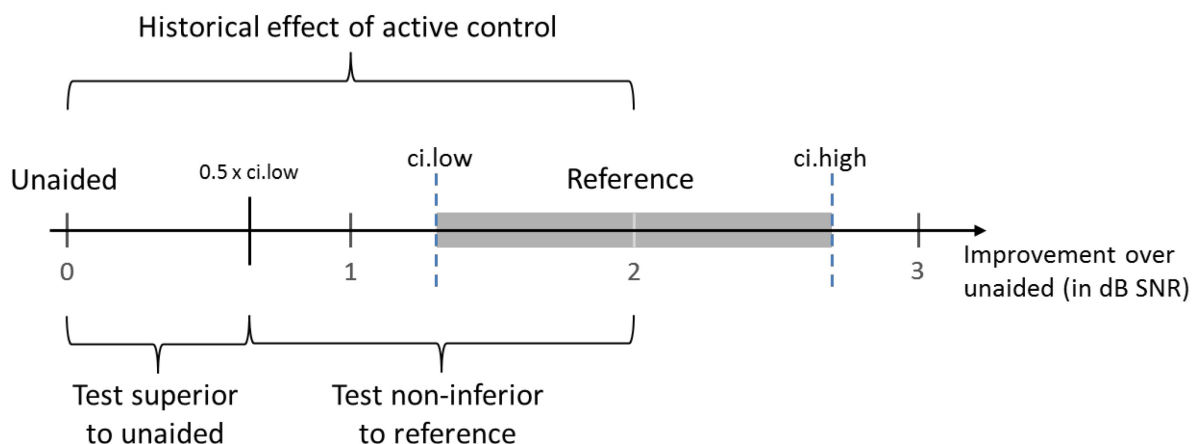 Historical effect of active control
Unaided
0.5 x ci.low
ci.low
Reference
ci.high
0
1
2
3
Improvement over
unaided (in dB SNR)
Test superior
to unaided
Test non-inferior
to reference